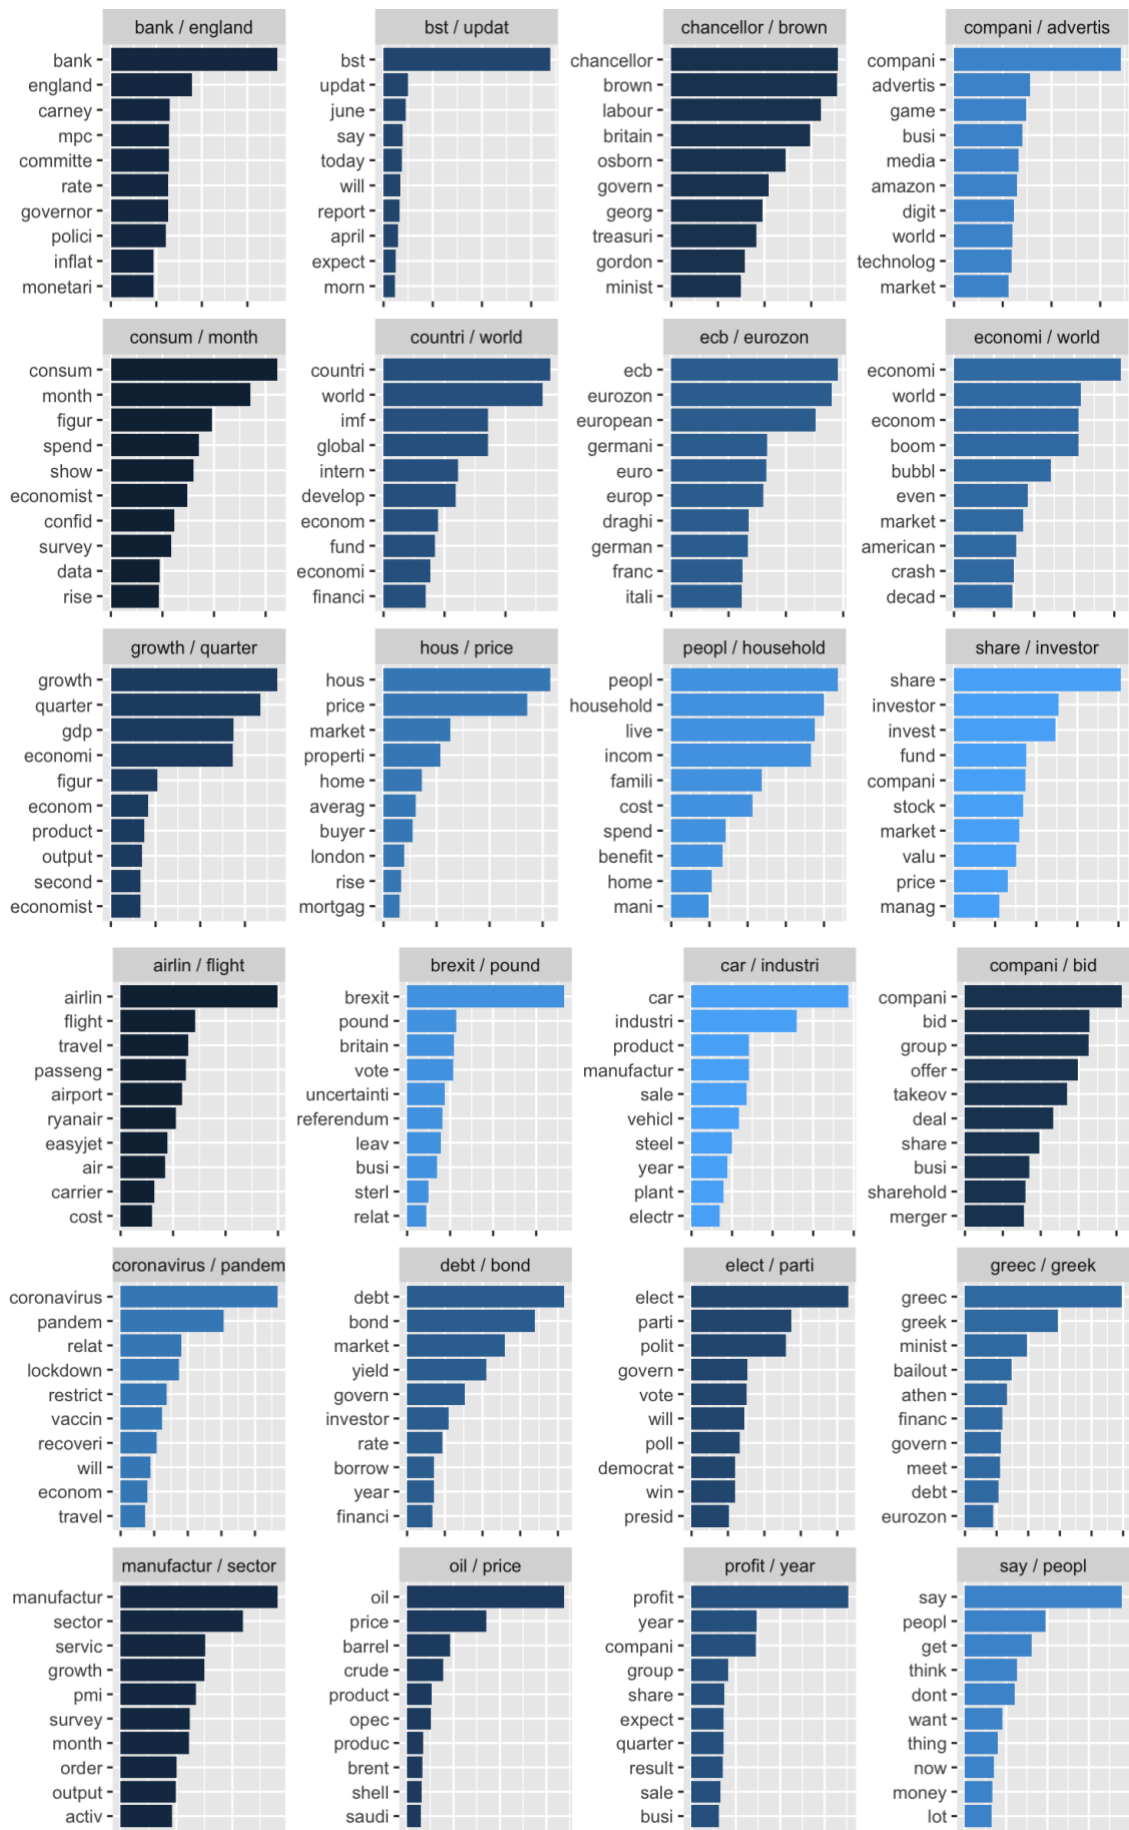 bank / england
bank
england
carney
mpc
committe
rate
governor
polici
inflat
monetari
bst / updat
bst
updat
june
say
today
will
report
april
expect
morn
chancellor / brown
chancellor
brown
labour
britain
osborn
govern
georg
treasuri
gordon
minist
compani / advertis
compani
advertis
game
busi
media
amazon
digit
world
technolog
market
consum / month
consum
month
figur
spend
show
economist
confid
survey
data
rise
countri / world
countri
world
imf
global
intern
develop
econom
fund
economi
financi
ecb / eurozon
ecb
eurozon
european
germani
euro
europ
draghi
german
franc
itali
economi / world
economi
world
econom
boom
bubbl
even
market
american
crash
decad
growth / quarter
growth
quarter
gdp
economi
figur
econom
product
output
second
economist
hous / price
hous
price
market
properti
home
averag
buyer
london
rise
mortgag
peopl / household
peopl
household
live
incom
famili
cost
spend
benefit
home
mani
share / investor
share
investor
invest
fund
compani
stock
market
valu
price
manag
airlin / flight
airlin
flight
travel
passeng
airport
ryanair
easyjet
air
carrier
cost
brexit / pound
brexit
pound
britain
vote
uncertainti
referendum
leav
busi
sterl
relat
car / industri
car
industri
product
manufactur
sale
vehicl
steel
year
plant
electr
compani / bid
compani
bid
group
offer
takeov
deal
share
busi
sharehold
merger
coronavirus / pandem
coronavirus
pandem
relat
lockdown
restrict
vaccin
recoveri
will
econom
travel
debt / bond
debt
bond
market
yield
govern
investor
rate
borrow
year
financi
elect / parti
elect
parti
polit
govern
vote
will
poll
democrat
win
presid
greec / greek
greec
greek
minist
bailout
athen
financ
govern
meet
debt
eurozon
manufactur / sector
manufactur
sector
servic
growth
pmi
survey
month
order
output
activ
oil / price
oil
price
barrel
crude
product
opec
produc
brent
shell
saudi
profit / year
profit
year
compani
group
share
expect
quarter
result
sale
busi
say / peopl
say
peopl
get
think
dont
want
thing
now
money
lot